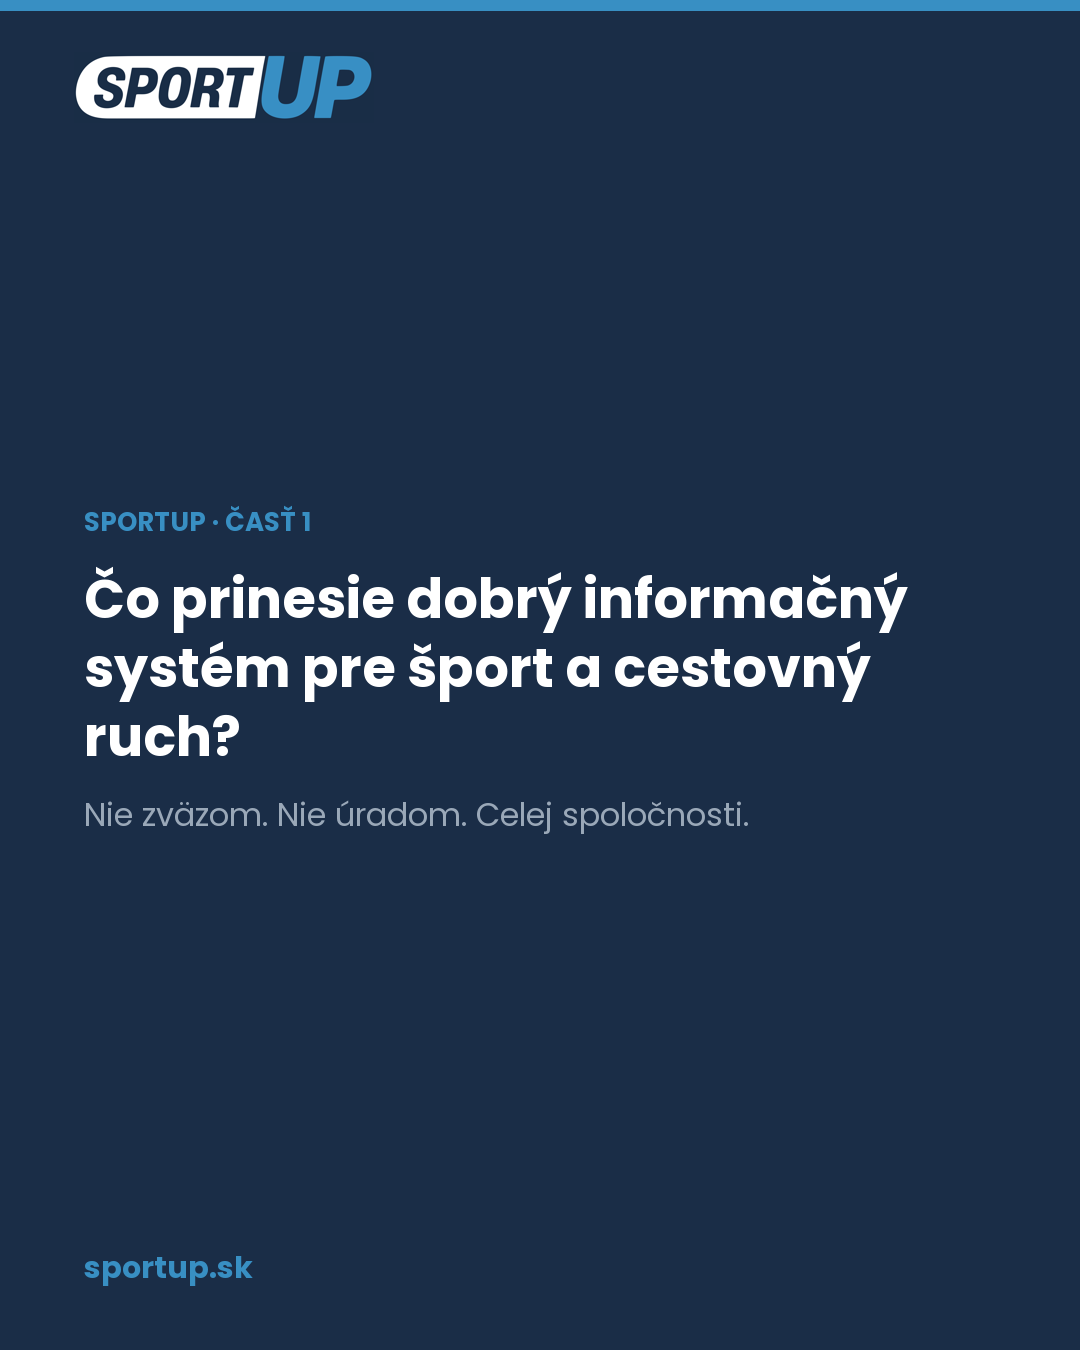 SPORTUP
SPORTUP · ČASŤ 1
Čo prinesie dobrý informačný
systém pre šport a cestovný
ruch?
Nie zväzom. Nie úradom. Celej spoločnosti.
sportup.sk